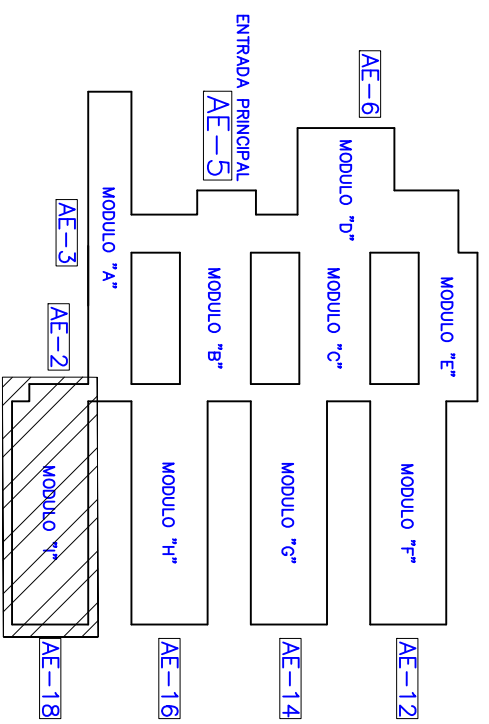 ENTRADA PRINCIPAL
AE-5
AE-6
AE-3
AE-2
MODULO "A"
MODULO "B"
MODULO "C"
MODULO "D"
MODULO "E"
MODULO "F"
MODULO "G"
MODULO "H"
MODULO "I"
AE-12
AE-14
AE-16
AE-18